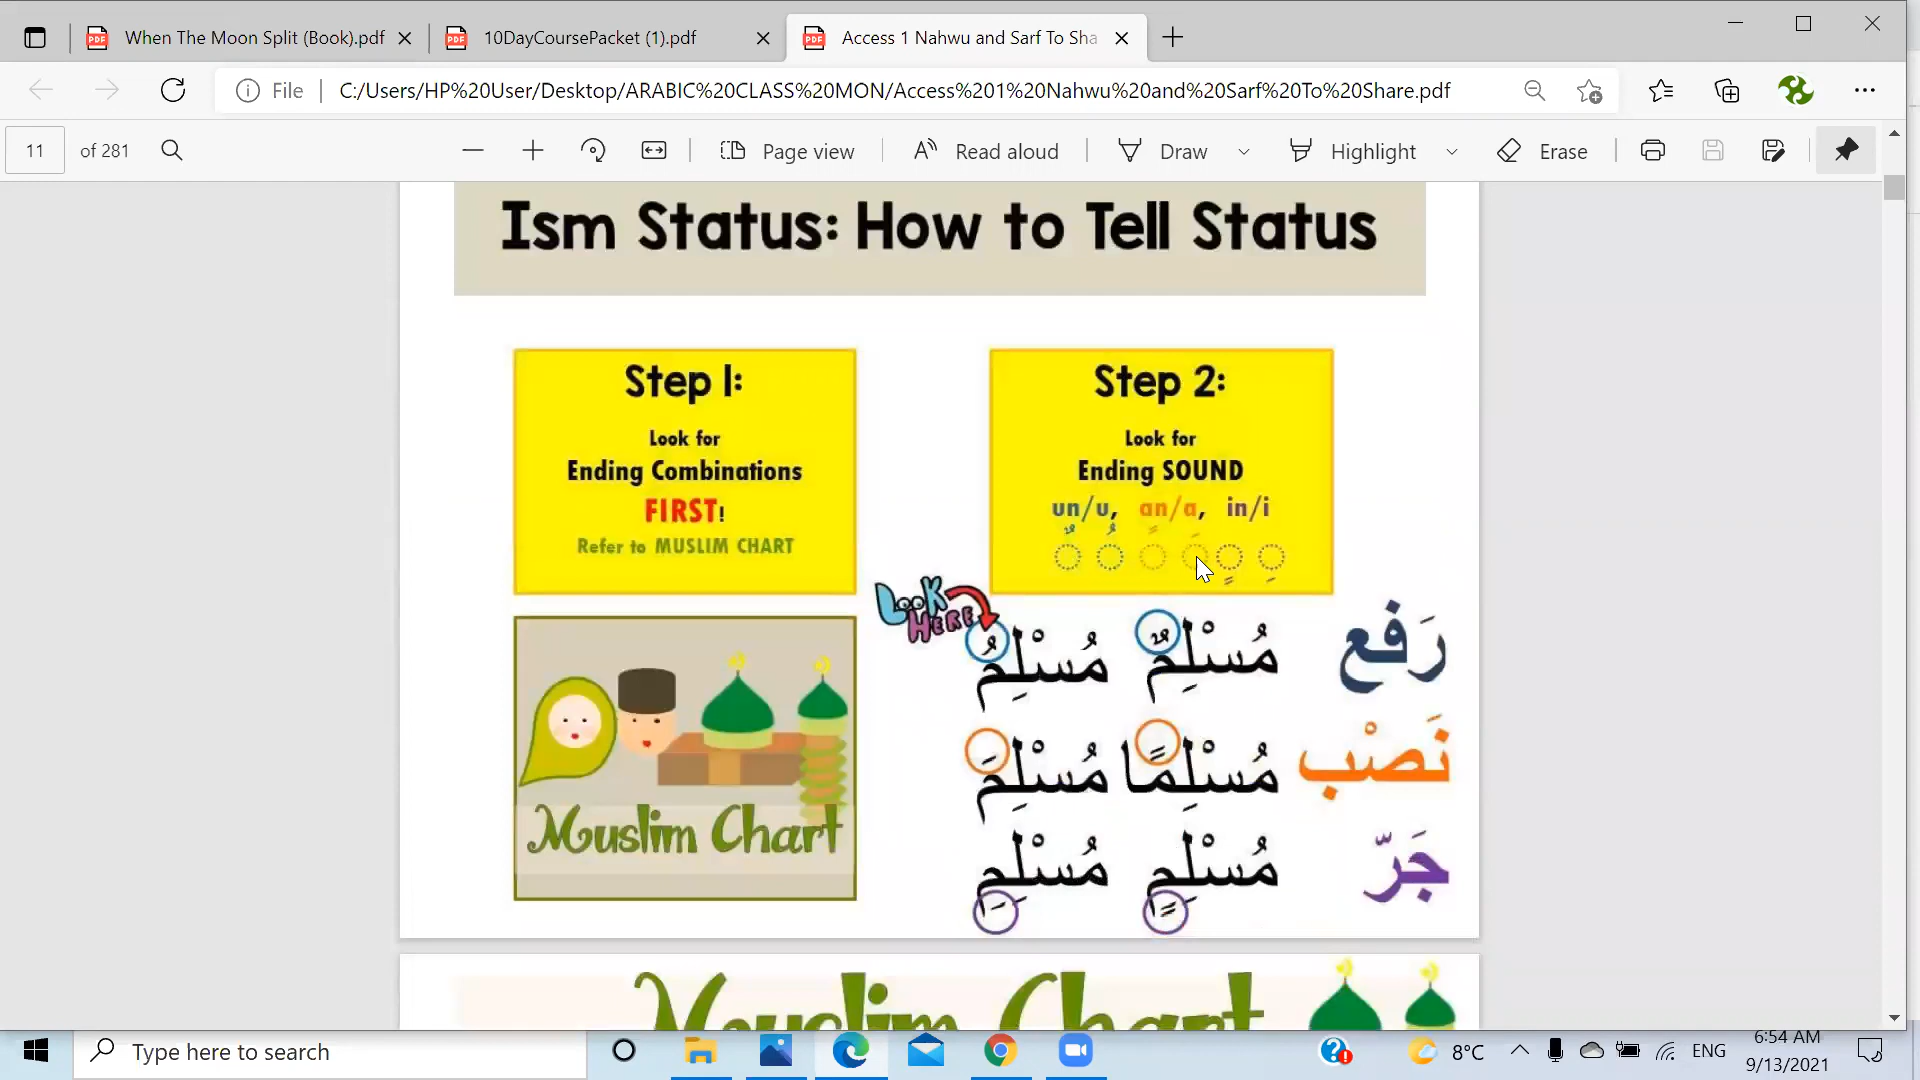 When The Moon Split (Book).pdf
10DayCoursePacket (1).pdf
Access 1 Nahwu and Sarf To Sha
File
C:/Users/HP%20User/Desktop/ARABIC%20CLASS%20MON/Access%201%20Nahwu%20and%20Sarf%20To%20Share.pdf
11 of 281
Page view
Read aloud
Draw
Highlight
Erase
Ism Status: How to Tell Status
Step 1:
Look for
Ending Combinations
FIRST!
Refer to MUSLIM CHART
Step 2:
Look for
Ending SOUND
un/u, an/a, in/i
LOOK
HERE
رَفع مُسْلِمٌ مُسْلِمُ
نَصْب مُسْلِمًا مُسْلِمَ
جَرّ مُسْلِمٍ مُسْلِمِ
Muslim Chart
Muslim Chart
Type here to search
8°C
ENG
6:54 AM
9/13/2021